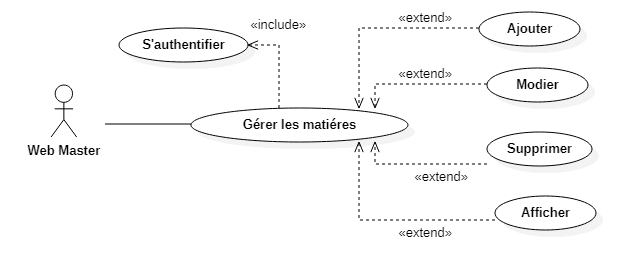 «include»
«extend»
Ajouter
S'authentifier
«extend»
Modier
Gérer les matiéres
Web Master
Supprimer
«extend»
Afficher
«extend»